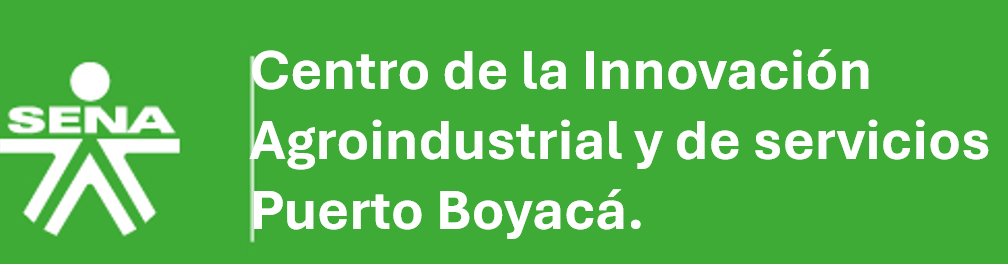 SENA
Centro de la Innovación
Agroindustrial y de servicios
Puerto Boyacá.